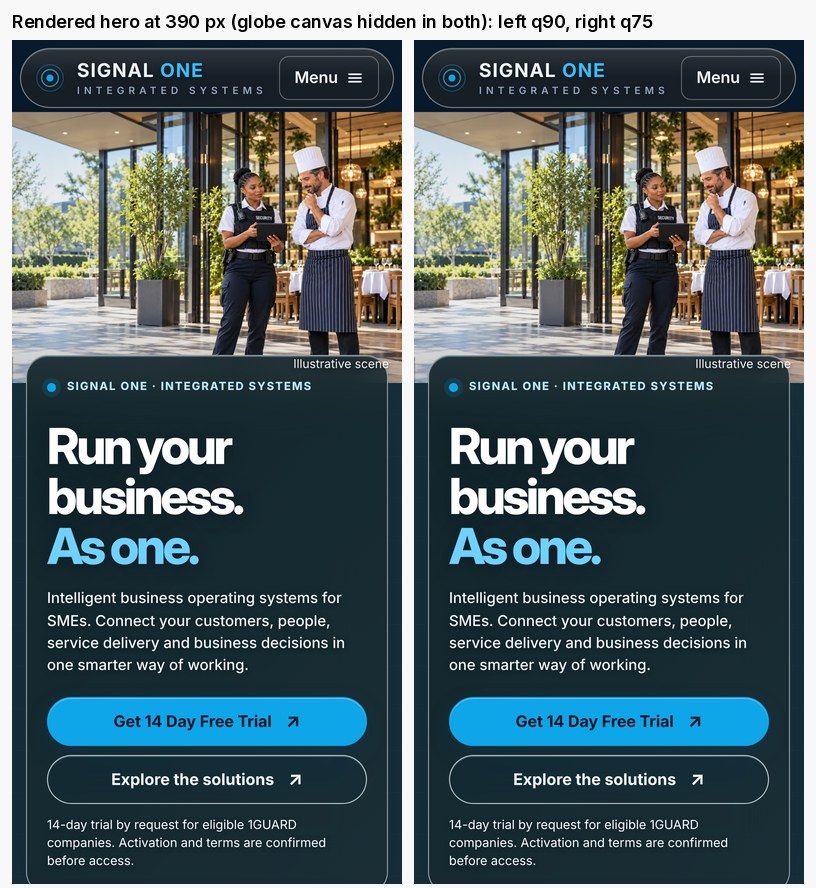 Rendered hero at 390 px (globe canvas hidden in both): left q90, right q75
SIGNAL ONE
INTEGRATED SYSTEMS
Menu
SECURITY
Illustrative scene
SIGNAL ONE · INTEGRATED SYSTEMS
Run your
business.
As one.
Intelligent business operating systems for
SMEs. Connect your customers, people,
service delivery and business decisions in
one smarter way of working.
Get 14 Day Free Trial
Explore the solutions
14-day trial by request for eligible 1GUARD
companies. Activation and terms are confirmed
before access.
SIGNAL ONE
INTEGRATED SYSTEMS
Menu
SECURITY
Illustrative scene
SIGNAL ONE · INTEGRATED SYSTEMS
Run your
business.
As one.
Intelligent business operating systems for
SMEs. Connect your customers, people,
service delivery and business decisions in
one smarter way of working.
Get 14 Day Free Trial
Explore the solutions
14-day trial by request for eligible 1GUARD
companies. Activation and terms are confirmed
before access.